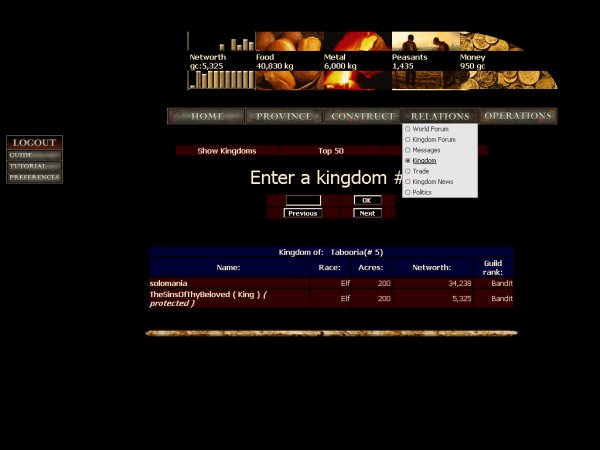 Networth Food Metal Peasants Money
gc:5,325 40,830 kg 6,000 kg 1,435 950 gc
HOME PROVINCE CONSTRUCT RELATIONS OPERATIONS
World Forum
Kingdom Forum
Messages
Kingdom
Trade
Kingdom News
Politics
LOGOUT
GUIDE
TUTORIAL
PREFERENCES
Show Kingdoms Top 50
Enter a kingdom #
OK
Previous Next
Kingdom of: Tabooria(# 5)
Name: Race: Acres: Networth: Guild rank:
solomania Elf 200 34,238 Bandit
TheSinsOfThyBeloved ( King ) ( protected ) Elf 200 5,325 Bandit